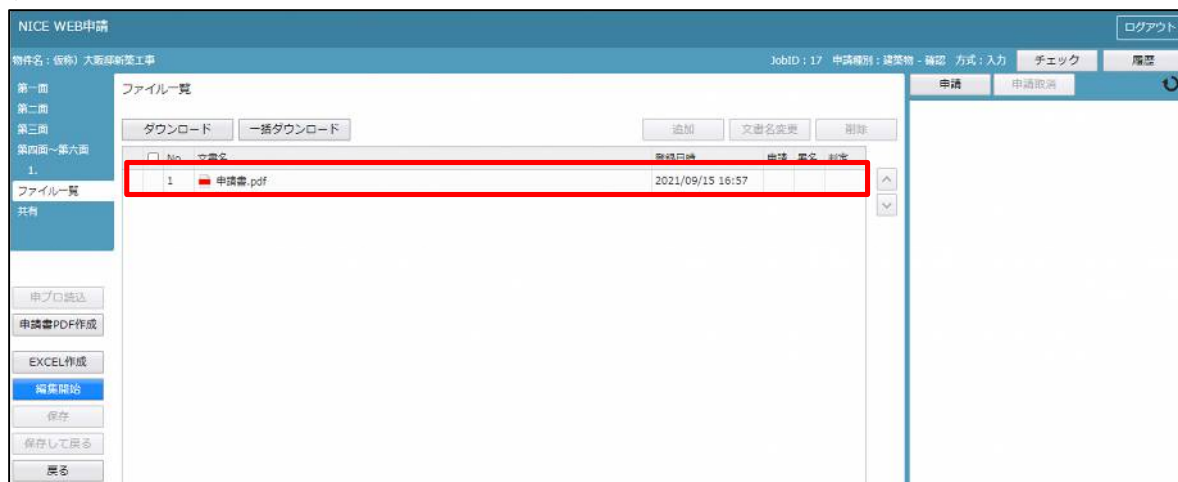 NICE WEB申請
ログアウト
物件名:仮称)大阪邸新築工事
JobID:17 申請種別:建築物 - 確認 方式:入力
チェック
履歴
第一面
第二面
第三面
第四面~第六面
1.
ファイル一覧
共有
ファイル一覧
申請
申請取消
ダウンロード
一括ダウンロード
追加
文書名変更
削除
No 文書名 登録日時 申請 署名 判定
1 申請書.pdf 2021/09/15 16:57
申プロ読込
申請書PDF作成
EXCEL作成
編集開始
保存
保存して戻る
戻る